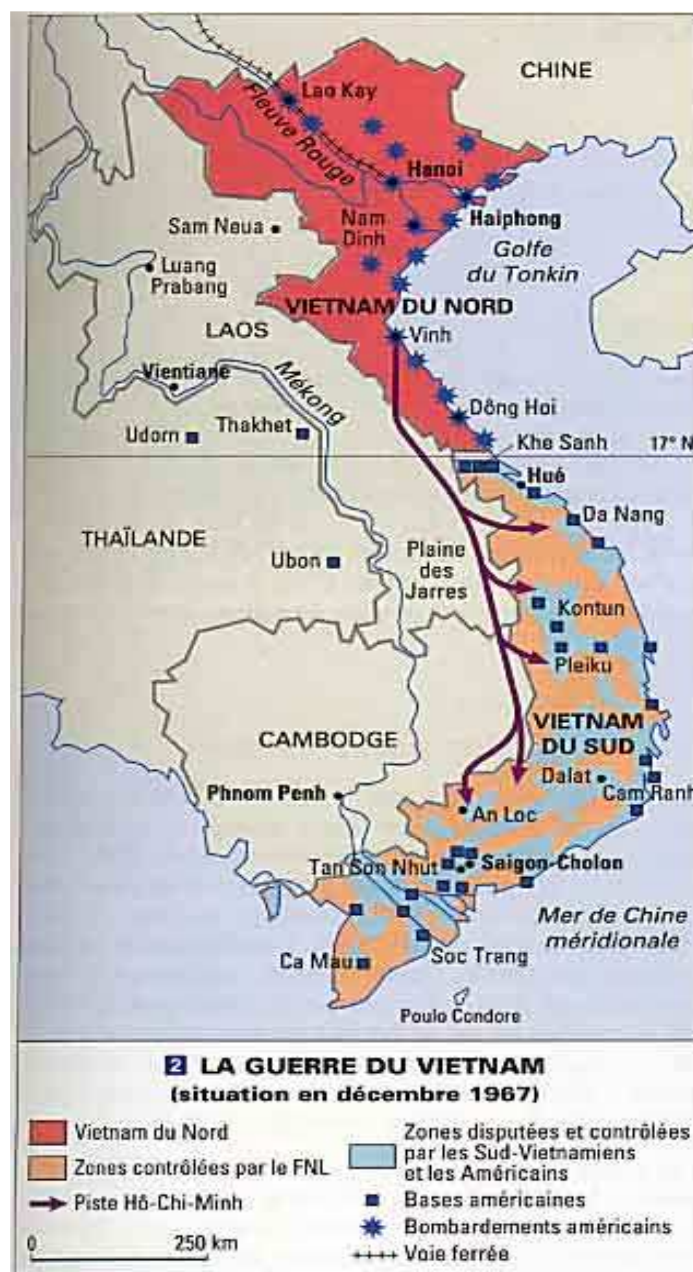 CHINE
Lao Kay
Fleuve Rouge
Hanoi
Sam Neua
Nam
Dinh
Haiphong
Luang
Prabang
Golfe
du Tonkin
VIETNAM DU NORD
LAOS
Vinh
Vientiane
Mékong
Udorn
Thakhet
Dông Hoi
Khe Sanh
17° N
Hué
THAÏLANDE
Da Nang
Ubon
Plaine
des
Jarres
Kontun
Pleiku
CAMBODGE
VIETNAM
DU SUD
Dalat
Cam Ranh
Phnom Penh
An Loc
Tan Son Nhut
Saigon-Cholon
Mer de Chine
méridionale
Ca Mau
Soc Trang
Poulo Condore
2 LA GUERRE DU VIETNAM
(situation en décembre 1967)
Vietnam du Nord
Zones contrôlées par le FNL
Piste Hô-Chi-Minh
0 250 km
Zones disputées et contrôlées
par les Sud-Vietnamiens
et les Américains
Bases américaines
Bombardements américains
Voie ferrée